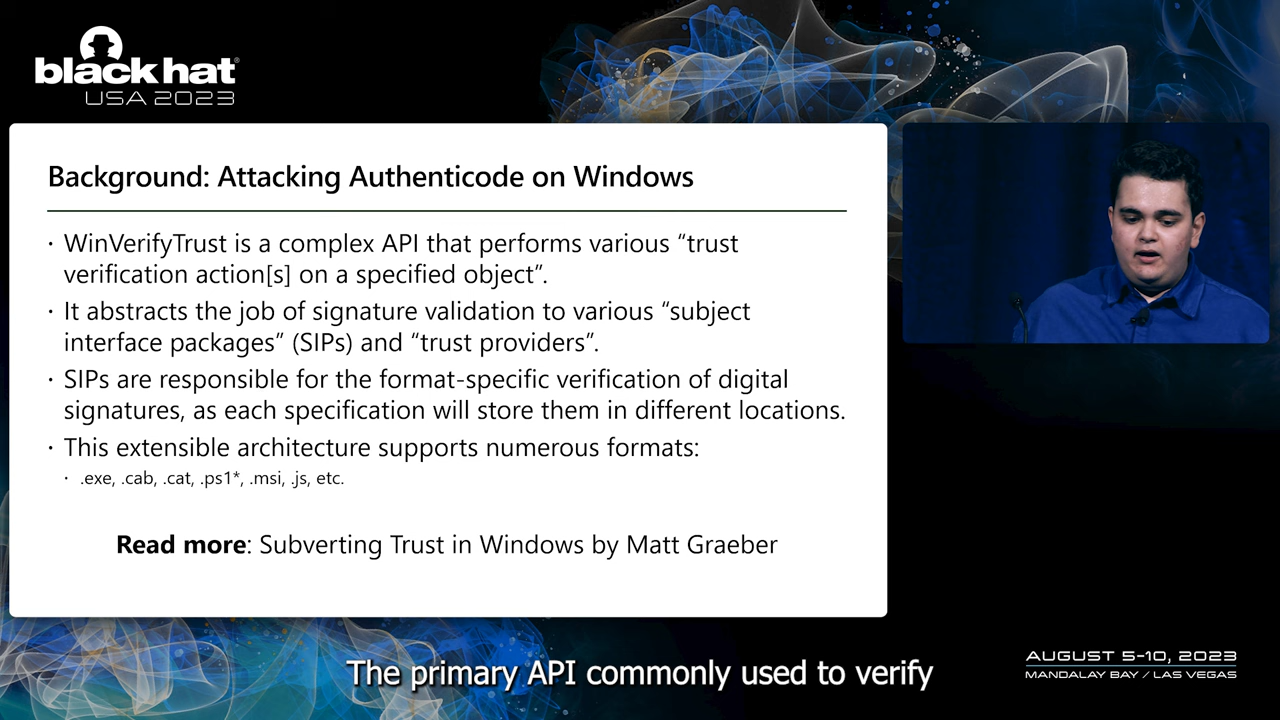 black hat®
USA 2023
Background: Attacking Authenticode on Windows
· WinVerifyTrust is a complex API that performs various “trust
verification action[s] on a specified object”.
· It abstracts the job of signature validation to various “subject
interface packages” (SIPs) and “trust providers”.
· SIPs are responsible for the format-specific verification of digital
signatures, as each specification will store them in different locations.
· This extensible architecture supports numerous formats:
· .exe, .cab, .cat, .ps1*, .msi, .js, etc.
Read more: Subverting Trust in Windows by Matt Graeber
The primary API commonly used to verify
AUGUST 5-10, 2023
MANDALAY BAY / LAS VEGAS